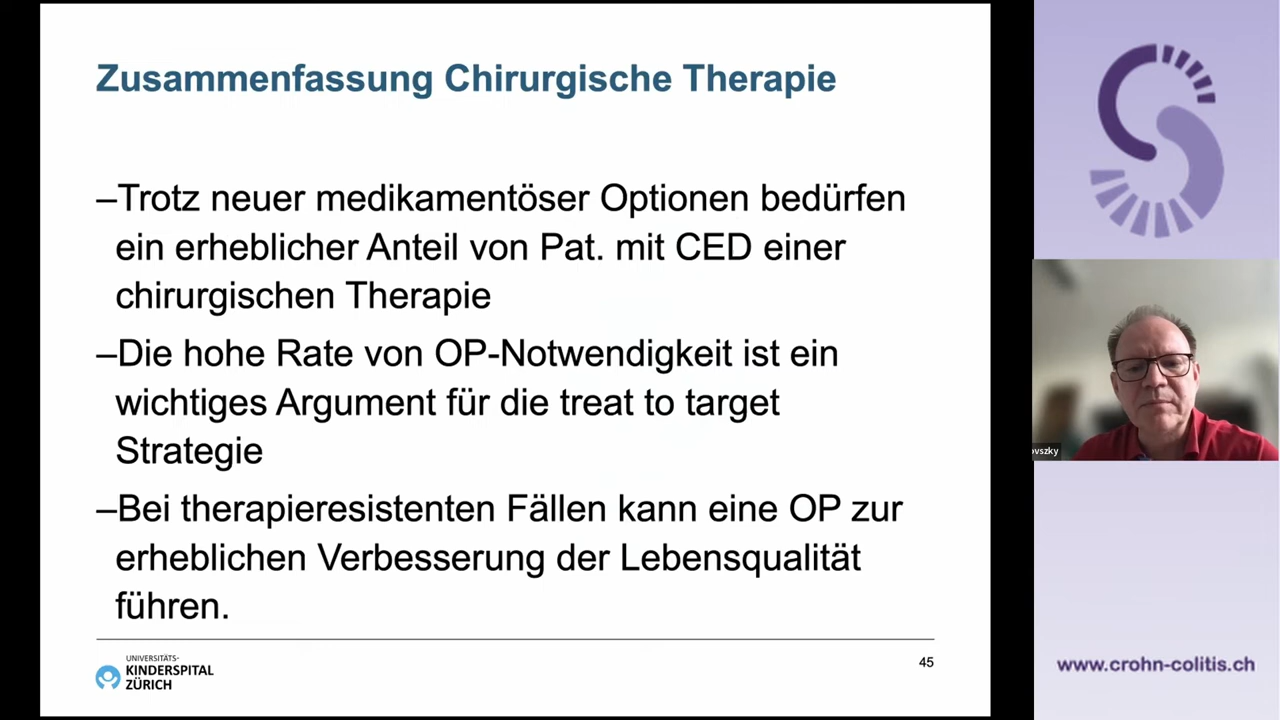 Zusammenfassung Chirurgische Therapie
–Trotz neuer medikamentöser Optionen bedürfen
ein erheblicher Anteil von Pat. mit CED einer
chirurgischen Therapie
–Die hohe Rate von OP-Notwendigkeit ist ein
wichtiges Argument für die treat to target
Strategie
–Bei therapieresistenten Fällen kann eine OP zur
erheblichen Verbesserung der Lebensqualität
führen.
UNIVERSITÄTS-
KINDERSPITAL
ZÜRICH
45
ovszky
www.crohn-colitis.ch